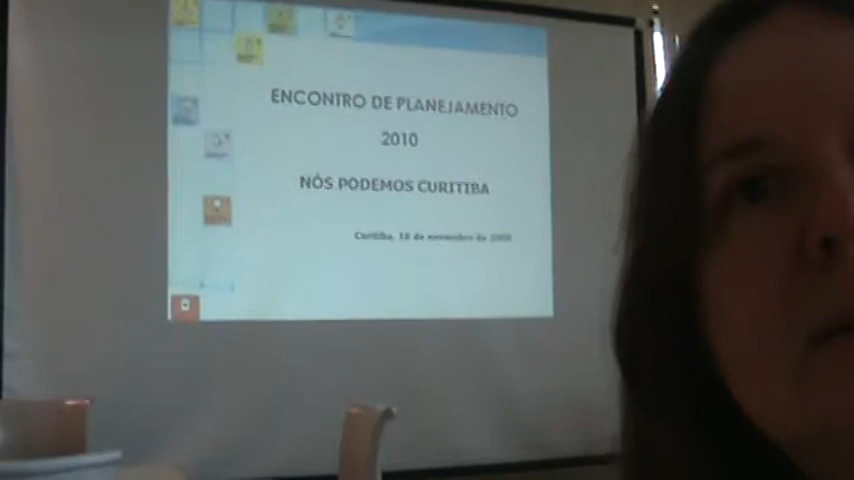 ENCONTRO DE PLANEJAMENTO
2010
NÓS PODEMOS CURITIBA
Curitiba, 18 de novembro de 2009